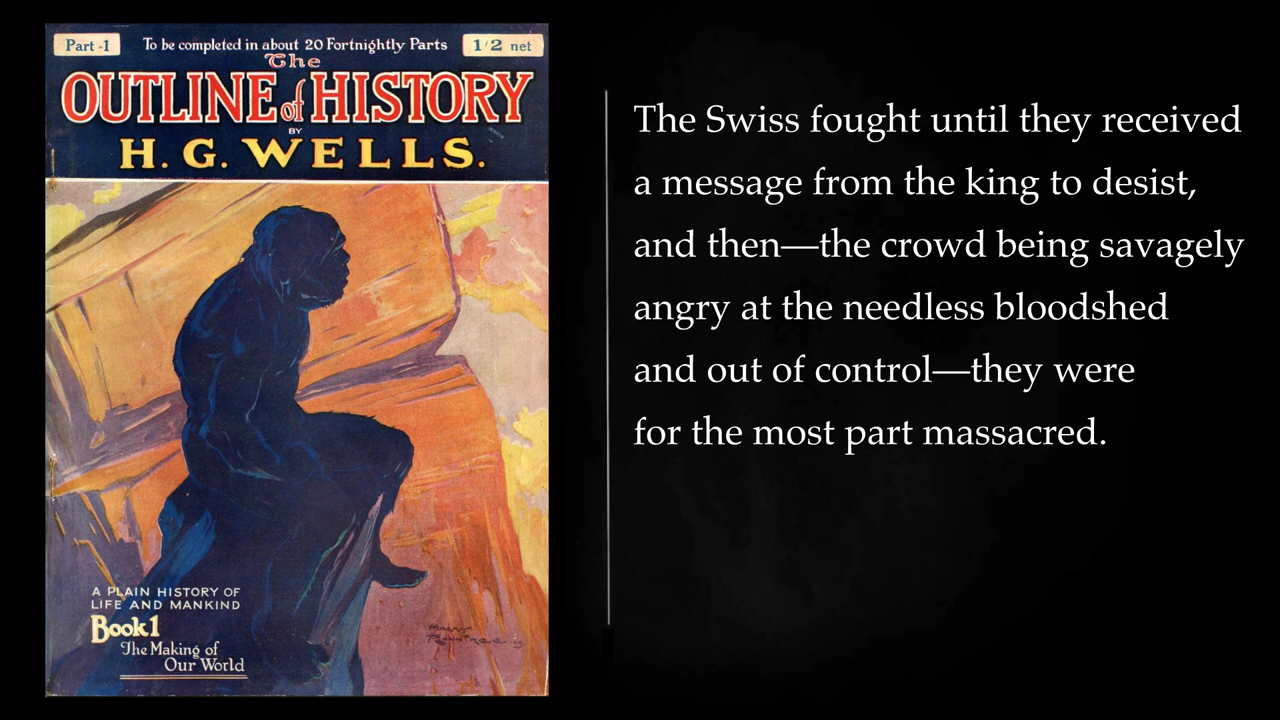 Part -1
To be completed in about 20 Fortnightly Parts
1/2 net
The
OUTLINE of HISTORY
BY
H. G. WELLS.
A PLAIN HISTORY OF
LIFE AND MANKIND
Book 1
The Making of
Our World
The Swiss fought until they received
a message from the king to desist,
and then—the crowd being savagely
angry at the needless bloodshed
and out of control—they were
for the most part massacred.